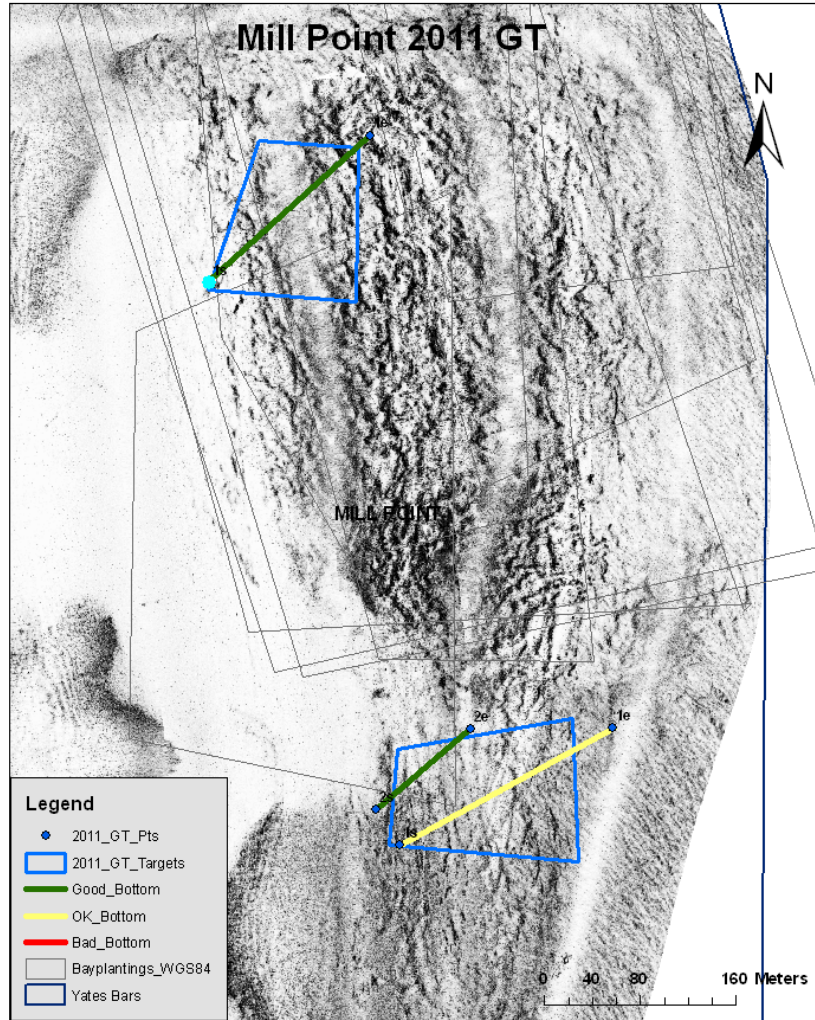 Mill Point 2011 GT
N
1e
1s
MILL POINT
2e
1e
2s
1s
Legend
2011_GT_Pts
2011_GT_Targets
Good_Bottom
OK_Bottom
Bad_Bottom
Bayplantings_WGS84
Yates Bars
0 40 80 160 Meters